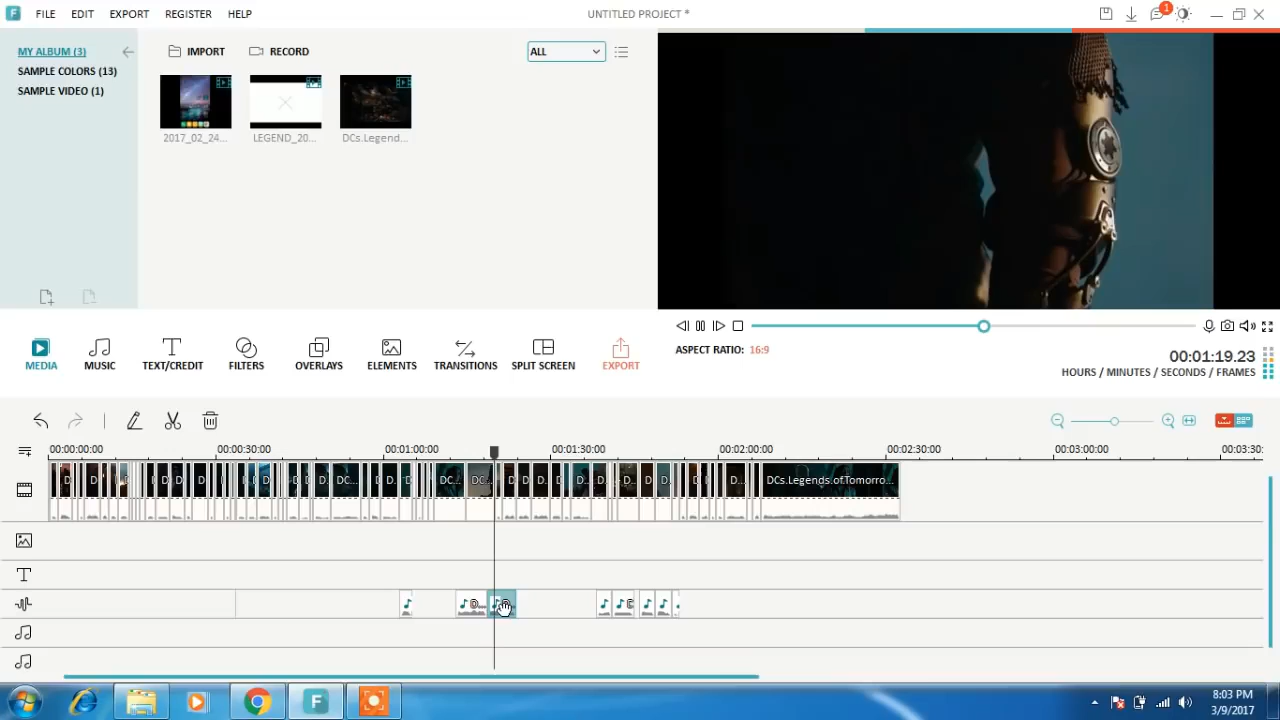 FILE EDIT EXPORT REGISTER HELP UNTITLED PROJECT * 1
MY ALBUM (3) IMPORT RECORD ALL
SAMPLE COLORS (13)
SAMPLE VIDEO (1)
2017_02_24... LEGEND_20... DCs.Legend...
MEDIA MUSIC TEXT/CREDIT FILTERS OVERLAYS ELEMENTS TRANSITIONS SPLIT SCREEN EXPORT
ASPECT RATIO: 16:9
00:01:19.23
HOURS / MINUTES / SECONDS / FRAMES
00:00:00:00 00:00:30:00 00:01:00:00 00:01:30:00 00:02:00:00 00:02:30:00 00:03:00:00 00:03:30:
DCs.Legends.of.Tomorro...
8:03 PM
3/9/2017